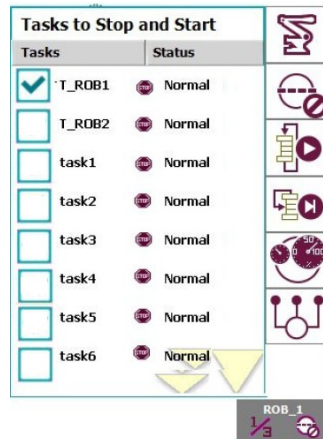 Tasks to Stop and Start
Tasks Status
T_ROB1 STOP Normal
T_ROB2 STOP Normal
task1 STOP Normal
task2 STOP Normal
task3 STOP Normal
task4 STOP Normal
task5 STOP Normal
task6 STOP Normal
0 50 100
ROB_1
1/3